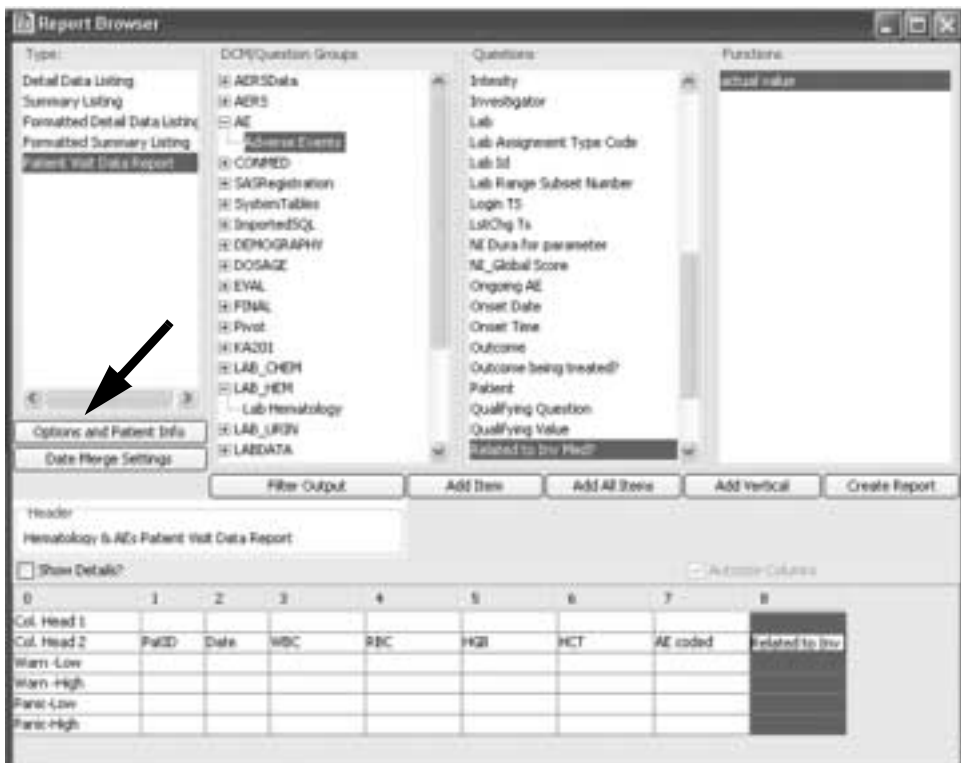 Report Browser
Type:
Detail Data Listing
Summary Listing
Formatted Detail Data Listing
Formatted Summary Listing
Patient Visit Data Report
Options and Patient Info
Date Merge Settings
DCM/Question Groups
AERSData
AERS
AE
Adverse Events
CONMED
SASRegistration
SystemTables
ImportedSQL
DEMOGRAPHY
DOSAGE
EVAL
FINAL
Pivot
KA201
LAB_CHEM
LAB_HEM
Lab Hematology
LAB_URIN
LABDATA
Questions
Intesity
Investigator
Lab
Lab Assignment Type Code
Lab Id
Lab Range Subset Number
Login TS
LstChg Ts
NI Dura for parameter
NI_Global Score
Ongoing AE
Onset Date
Onset Time
Outcome
Outcome being treated?
Patient
Qualifying Question
Qualifying Value
Related to Inv Med?
Functions
actual value
Filter Output Add Item Add All Items Add Vertical Create Report
Header
Hematology & AEs Patient Visit Data Report
Show Details? Autosize Columns
0 1 2 3 4 5 6 7 8
Col. Head 1
Col. Head 2 PatID Date WBC RBC HGB HCT AE coded Related to Inv
Warn -Low
Warn -High
Panic-Low
Panic-High